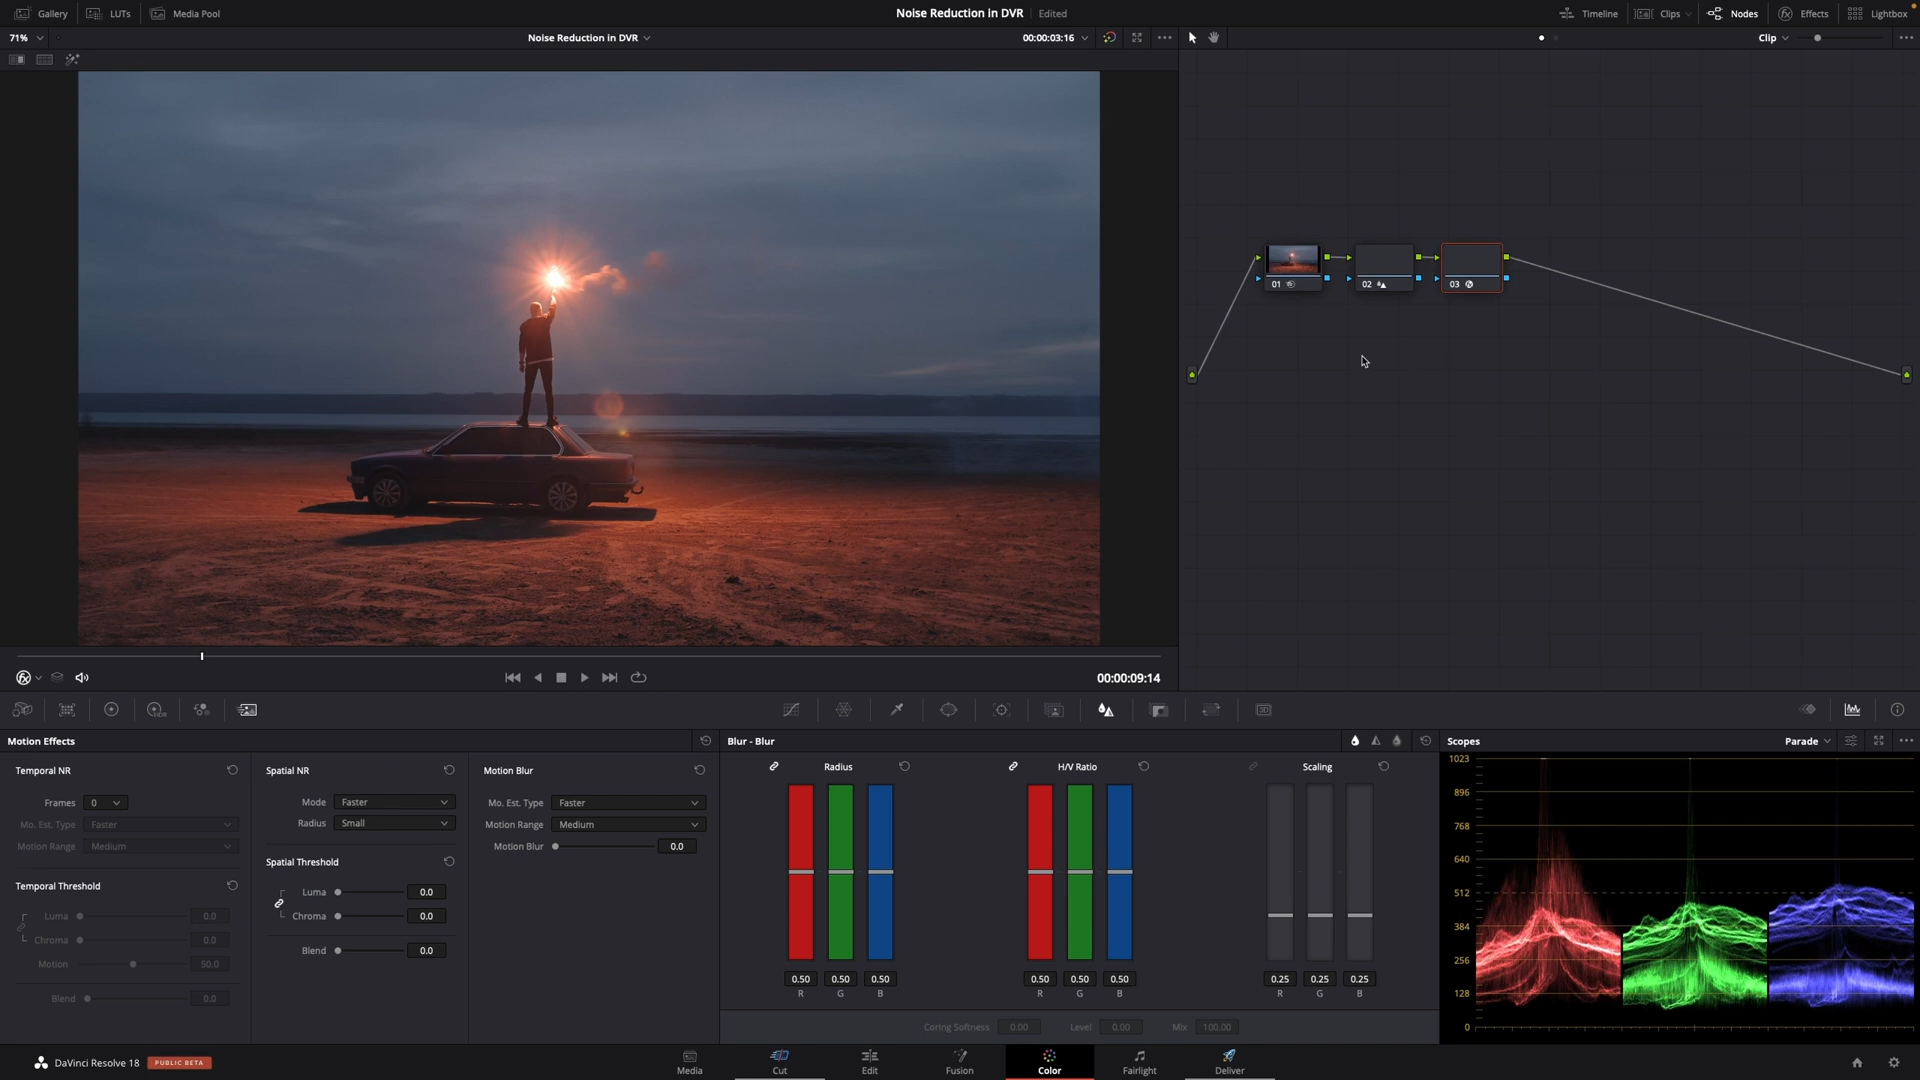 Gallery LUTs Media Pool Noise Reduction in DVR Edited Timeline Clips Nodes Effects Lightbox
71% Noise Reduction in DVR 00:00:03:16 Clip
01 02 03
00:00:09:14
HDR 3D
Motion Effects Blur - Blur Scopes Parade
Temporal NR Spatial NR Motion Blur Radius H/V Ratio Scaling
Frames 0 Mode Faster Mo. Est. Type Faster
Mo. Est. Type Faster Radius Small Motion Range Medium
Motion Range Medium Motion Blur 0.0
Temporal Threshold Spatial Threshold
Luma 0.0 Luma 0.0
Chroma 0.0 Chroma 0.0
Motion 50.0 Blend 0.0
Blend 0.0
0.50 0.50 0.50 0.50 0.50 0.50 0.25 0.25 0.25
R G B R G B R G B
Coring Softness 0.00 Level 0.00 Mix 100.00
1023
896
768
640
512
384
256
128
0
DaVinci Resolve 18 PUBLIC BETA Media Cut Edit Fusion Color Fairlight Deliver